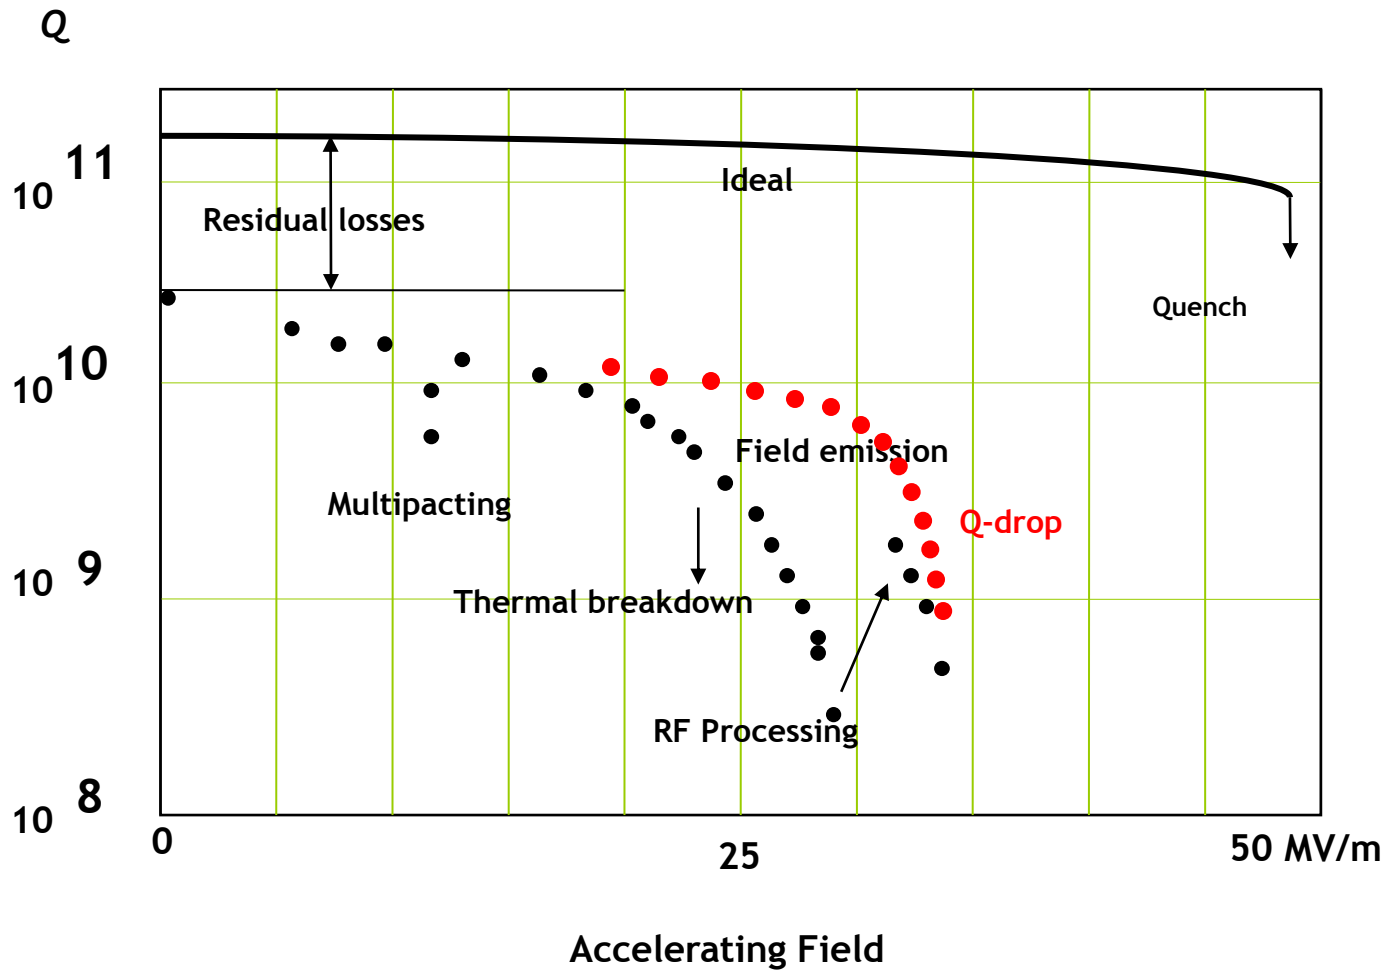 Q
10 11
Ideal
Residual losses
Quench
10 10
Field emission
Multipacting
Q-drop
10 9
Thermal breakdown
RF Processing
10 8
0
25
50 MV/m
Accelerating Field